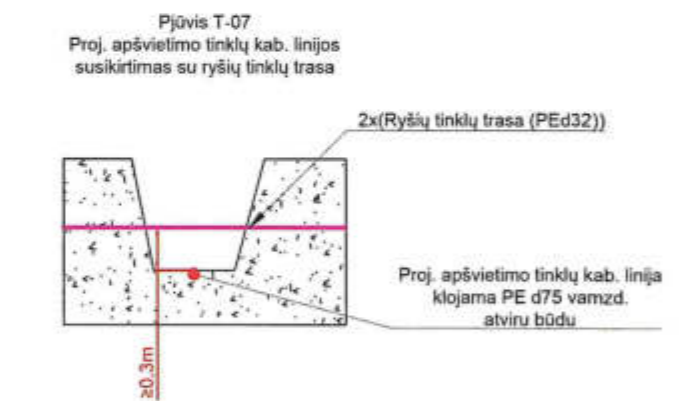 Pjūvis T-07
Proj. apšvietimo tinklų kab. linijos
susikirtimas su ryšių tinklų trasa
2x(Ryšių tinklų trasa (PEd32))
Proj. apšvietimo tinklų kab. linija
klojama PE d75 vamzd.
atviru būdu
≥0,3m